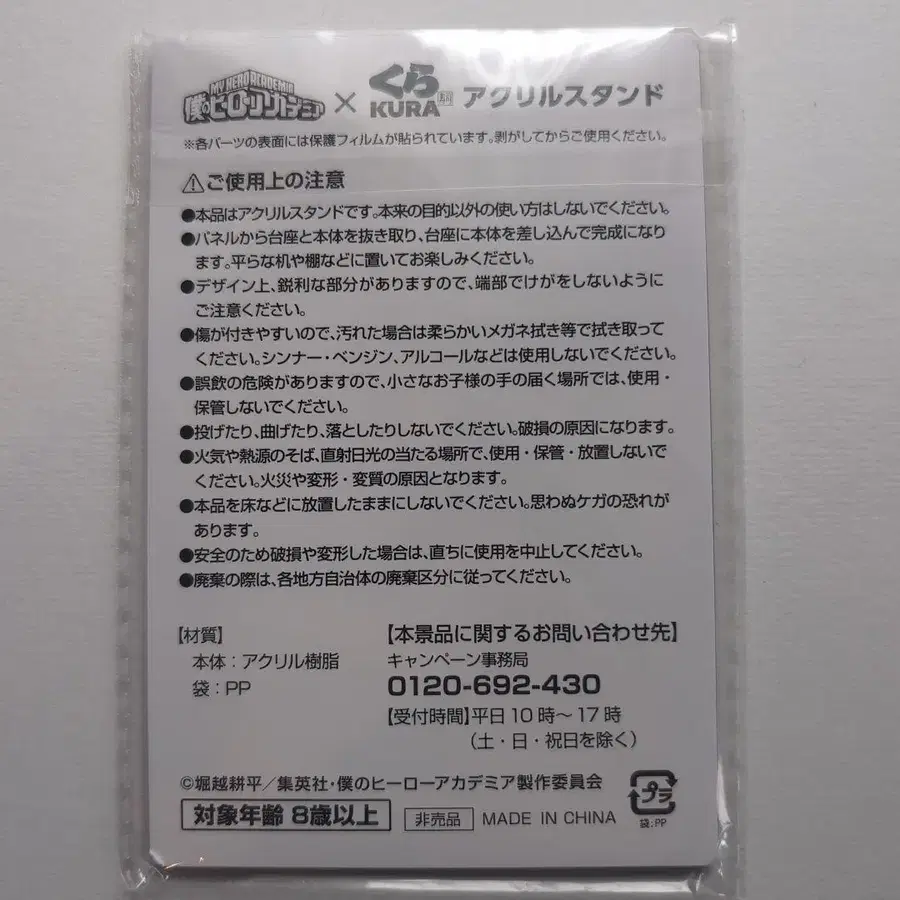 MY HERO ACADEMIA
僕のヒーローアカデミア × くら KURA アクリルスタンド
※各パーツの表面には保護フィルムが貼られています。剥がしてからご使用ください。
⚠ご使用上の注意
●本品はアクリルスタンドです。本来の目的以外の使い方はしないでください。
●パネルから台座と本体を抜き取り、台座に本体を差し込んで完成になり
ます。平らな机や棚などに置いてお楽しみください。
●デザイン上、鋭利な部分がありますので、端部でけがをしないように
ご注意ください。
●傷が付きやすいので、汚れた場合は柔らかいメガネ拭き等で拭き取って
ください。シンナー・ベンジン、アルコールなどは使用しないでください。
●誤飲の危険がありますので、小さなお子様の手の届く場所では、使用・
保管しないでください。
●投げたり、曲げたり、落としたりしないでください。破損の原因になります。
●火気や熱源のそば、直射日光の当たる場所で、使用・保管・放置しないで
ください。火災や変形・変質の原因となります。
●本品を床などに放置したままにしないでください。思わぬケガの恐れが
あります。
●安全のため破損や変形した場合は、直ちに使用を中止してください。
●廃棄の際は、各地方自治体の廃棄区分に従ってください。
【材質】
本体：アクリル樹脂
袋：PP
【本景品に関するお問い合わせ先】
キャンペーン事務局
0120-692-430
【受付時間】平日10時～17時
（土・日・祝日を除く）
©堀越耕平／集英社・僕のヒーローアカデミア製作委員会
対象年齢 8歳以上 非売品 MADE IN CHINA
プラ
袋:PP